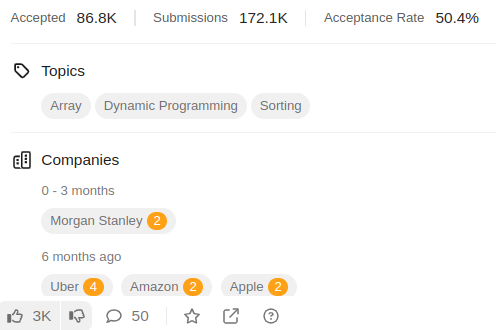 Accepted 86.8K Submissions 172.1K Acceptance Rate 50.4%
Topics
Array Dynamic Programming Sorting
Companies
0 - 3 months
Morgan Stanley 2
6 months ago
Uber 4 Amazon 2 Apple 2
3K 50